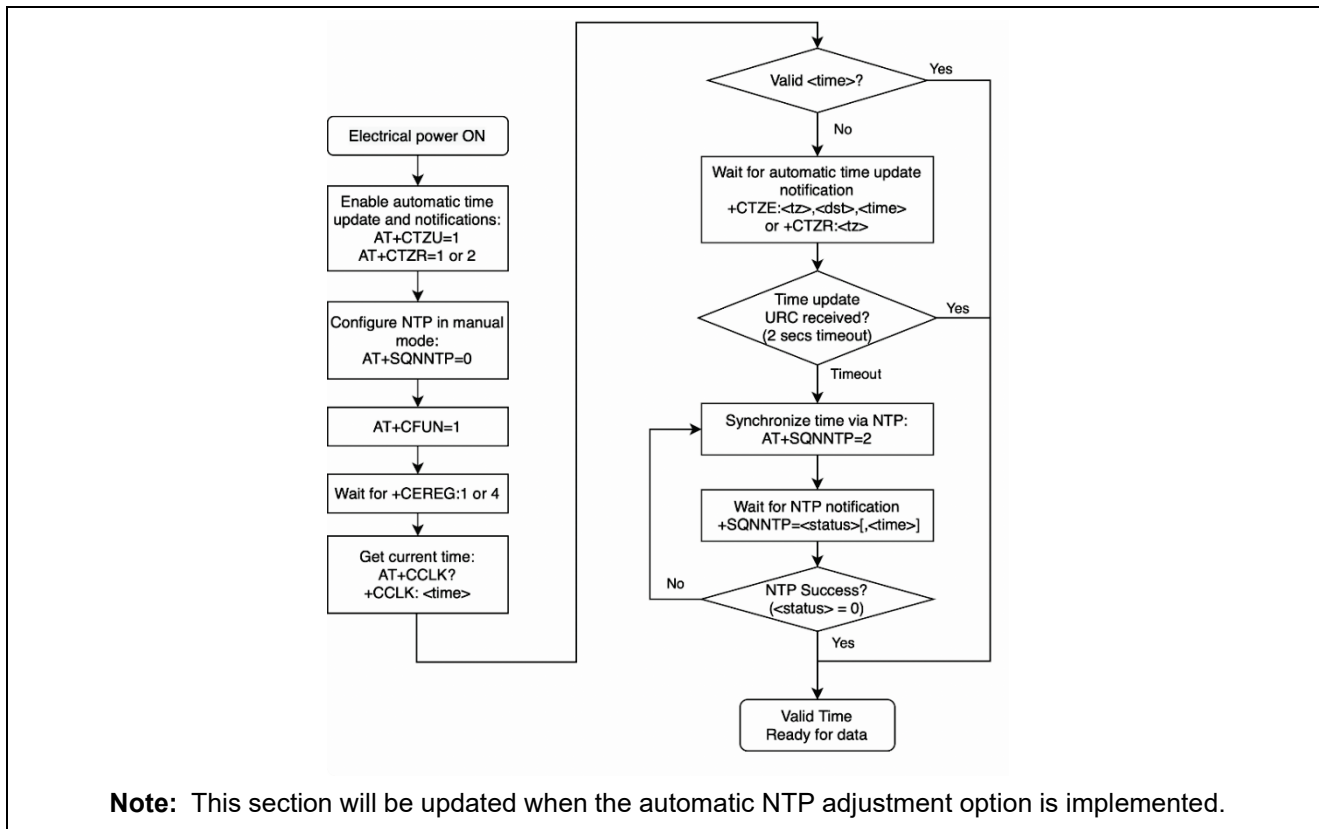 Electrical power ON
Enable automatic time
update and notifications:
AT+CTZU=1
AT+CTZR=1 or 2
Configure NTP in manual
mode:
AT+SQNNTP=0
AT+CFUN=1
Wait for +CEREG:1 or 4
Get current time:
AT+CCLK?
+CCLK: <time>
Valid <time>?
Yes
No
Wait for automatic time update
notification
+CTZE:<tz>,<dst>,<time>
or +CTZR:<tz>
Time update
URC received?
(2 secs timeout)
Yes
Timeout
Synchronize time via NTP:
AT+SQNNTP=2
Wait for NTP notification
+SQNNTP=<status>[,<time>]
No
NTP Success?
(<status> = 0)
Yes
Valid Time
Ready for data
Note: This section will be updated when the automatic NTP adjustment option is implemented.